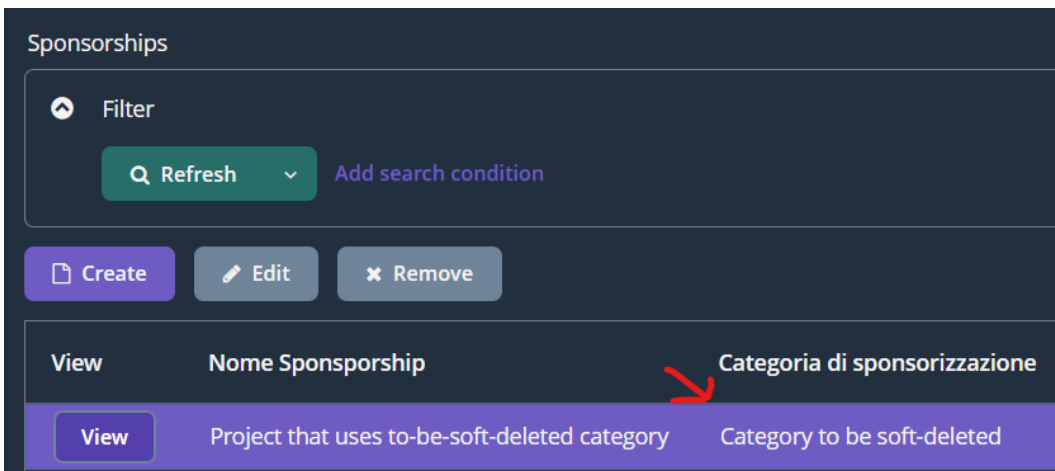 Sponsorships
Filter
Refresh Add search condition
Create Edit Remove
View Nome Sponsporship Categoria di sponsorizzazione
View Project that uses to-be-soft-deleted category Category to be soft-deleted